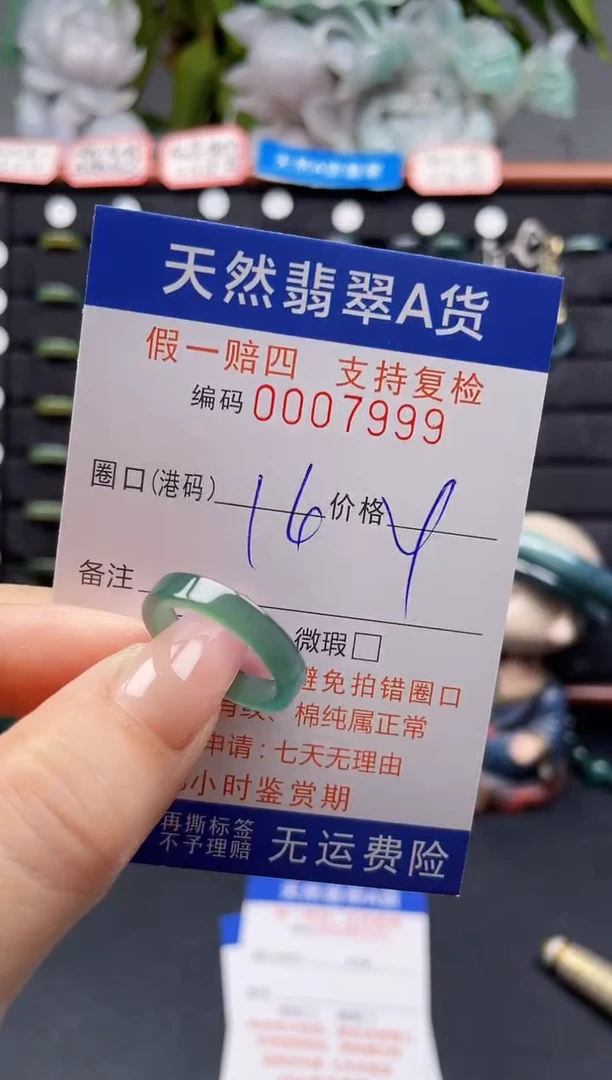 天然翡翠A货
假一赔四 支持复检
编码 0007999
圈口(港码) 16 价格
备注
微瑕□
避免拍错圈口
棉纯属正常
申请:七天无理由
小时鉴赏期
再撕标签
不予理赔
无运费险